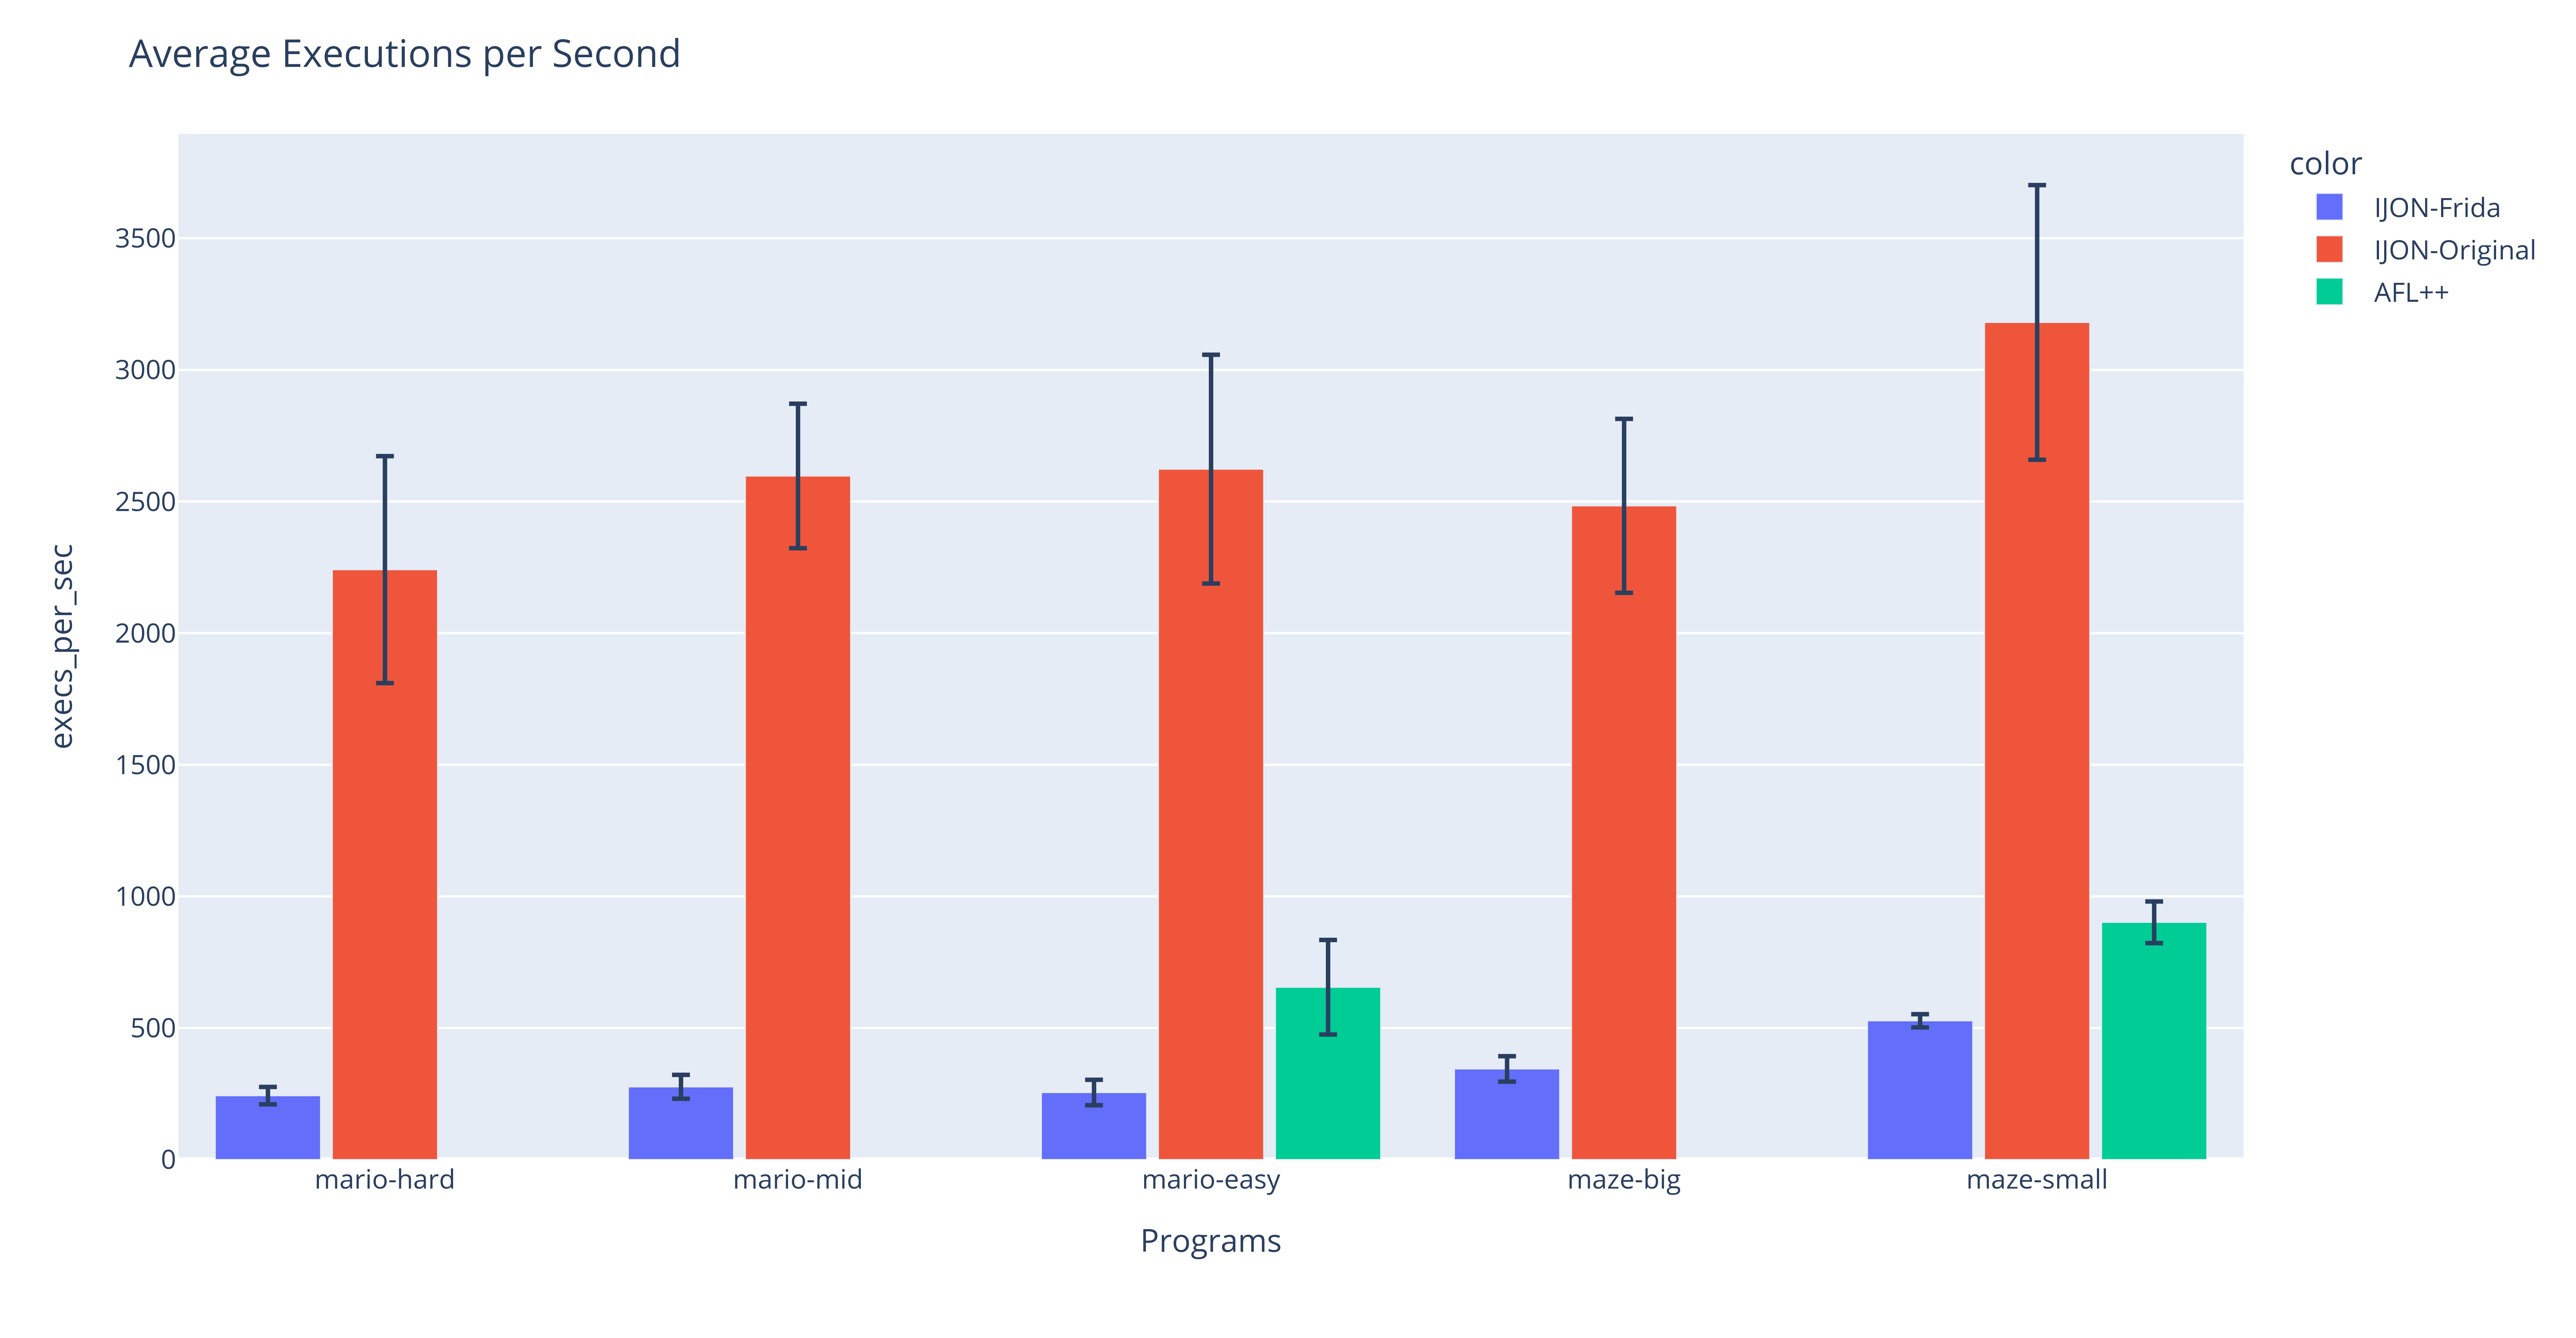 Average Executions per Second
color
IJON-Frida
IJON-Original
AFL++
execs_per_sec
3500
3000
2500
2000
1500
1000
500
0
mario-hard
mario-mid
mario-easy
maze-big
maze-small
Programs